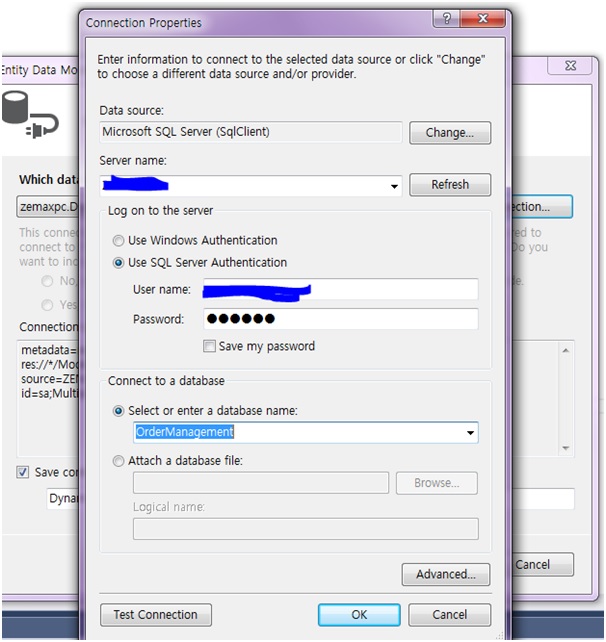 Connection Properties
Entity Data Mo
Enter information to connect to the selected data source or click "Change"
to choose a different data source and/or provider.
Data source:
Microsoft SQL Server (SqlClient)
Change...
Server name:
Refresh
Which data
zemaxpc.D
ection...
This conne
ed to
connect to
Do you
want to inc
No,
de.
Yes,
Log on to the server
Use Windows Authentication
Use SQL Server Authentication
User name:
Password:
Save my password
Connection
metadata=
res://*/Mod
source=ZEM
id=sa;Multi
Connect to a database
Select or enter a database name:
OrderManagement
Attach a database file:
Browse...
Logical name:
Save con
Dynam
Advanced...
Cancel
Test Connection
OK
Cancel